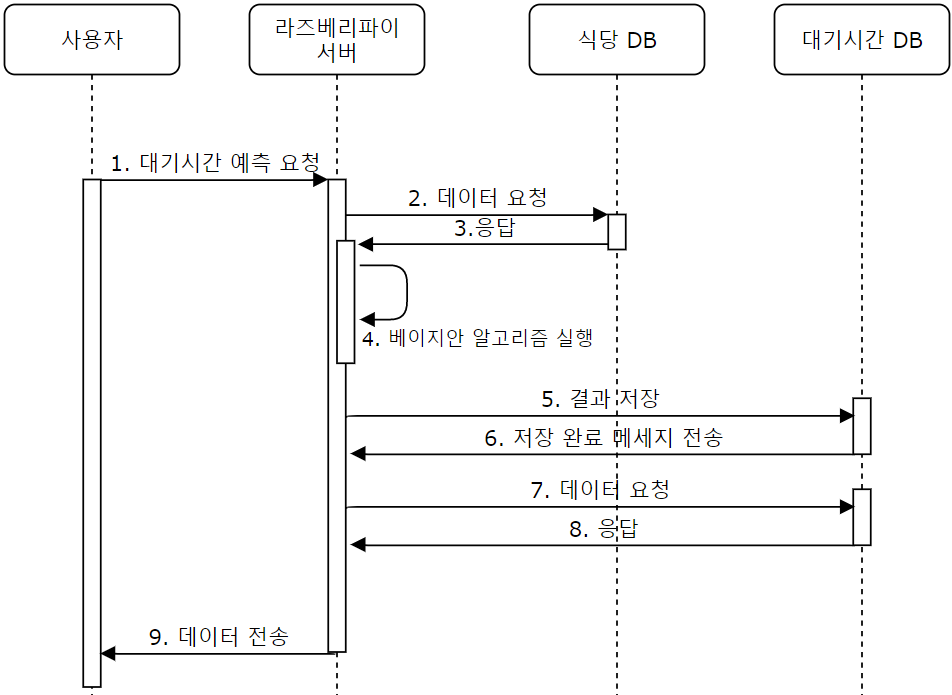 사용자
라즈베리파이
서버
식당 DB
대기시간 DB
1. 대기시간 예측 요청
2. 데이터 요청
3.응답
4. 베이지안 알고리즘 실행
5. 결과 저장
6. 저장 완료 메세지 전송
7. 데이터 요청
8. 응답
9. 데이터 전송